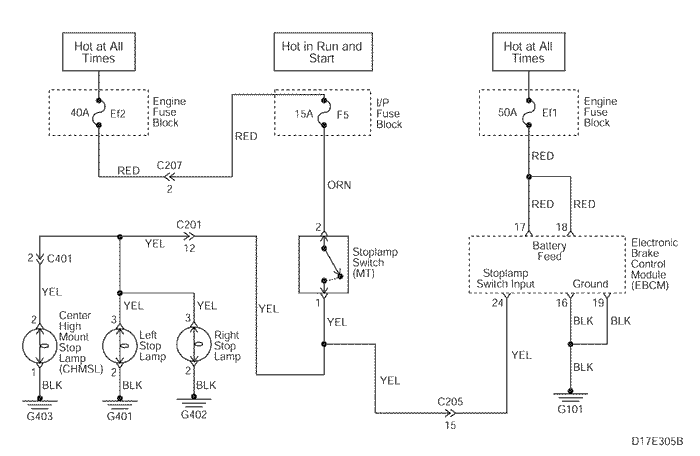 Hot at All
Times
Hot in Run and
Start
Hot at All
Times
40A
Ef2
Engine
Fuse
Block
15A
F5
I/P
Fuse
Block
50A
Ef1
Engine
Fuse
Block
RED
RED
C207
2
RED
ORN
RED
RED
17
18
2
C201
YEL
12
Stoplamp
Switch
(MT)
Battery
Feed
Stoplamp
Switch Input
Ground
Electronic
Brake
Control
Module
(EBCM)
2
C401
1
24
16
19
YEL
YEL
YEL
YEL
YEL
BLK
BLK
2
Center
High
Mount
Stop
Lamp
(CHMSL)
3
Left
Stop
Lamp
3
Right
Stop
Lamp
YEL
1
BLK
2
BLK
2
BLK
YEL
BLK
C205
15
G403
G401
G402
G101
D17E305B